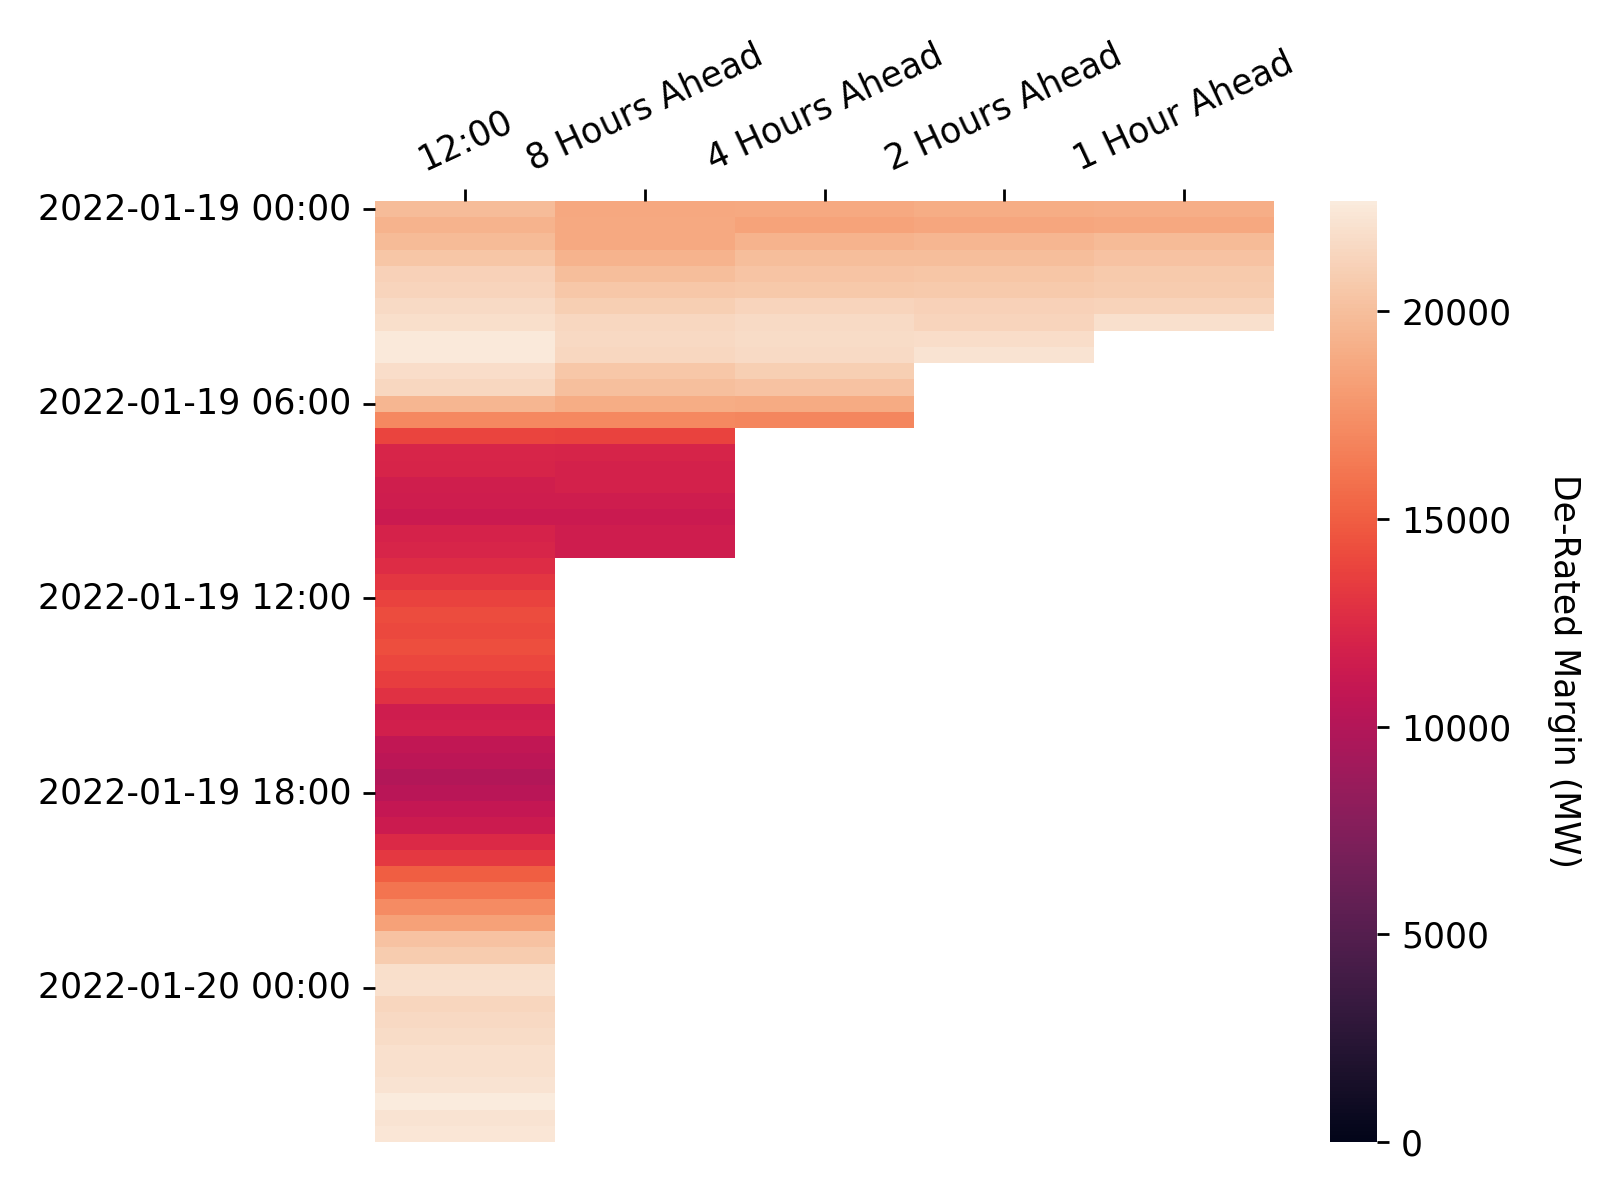 12:00
8 Hours Ahead
4 Hours Ahead
2 Hours Ahead
1 Hour Ahead
2022-01-19 00:00
2022-01-19 06:00
2022-01-19 12:00
2022-01-19 18:00
2022-01-20 00:00
20000
15000
10000
5000
0
De-Rated Margin (MW)